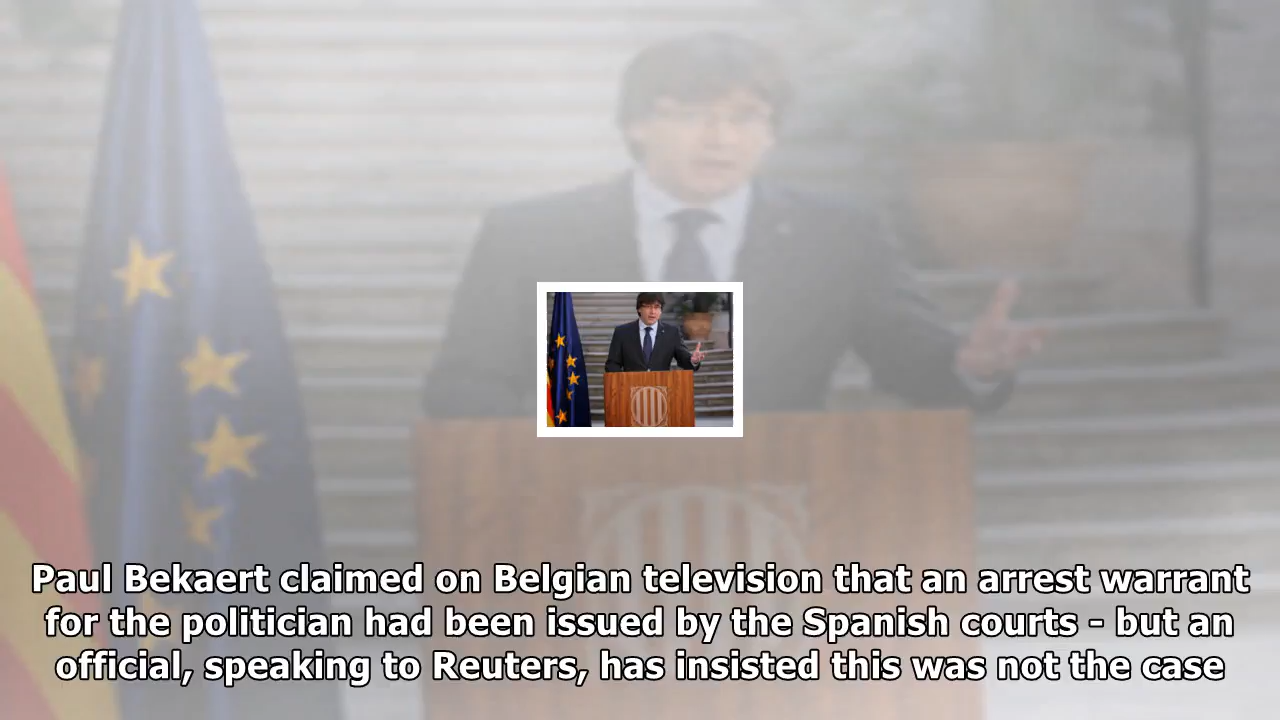 Paul Bekaert claimed on Belgian television that an arrest warrant
for the politician had been issued by the Spanish courts - but an
official, speaking to Reuters, has insisted this was not the case